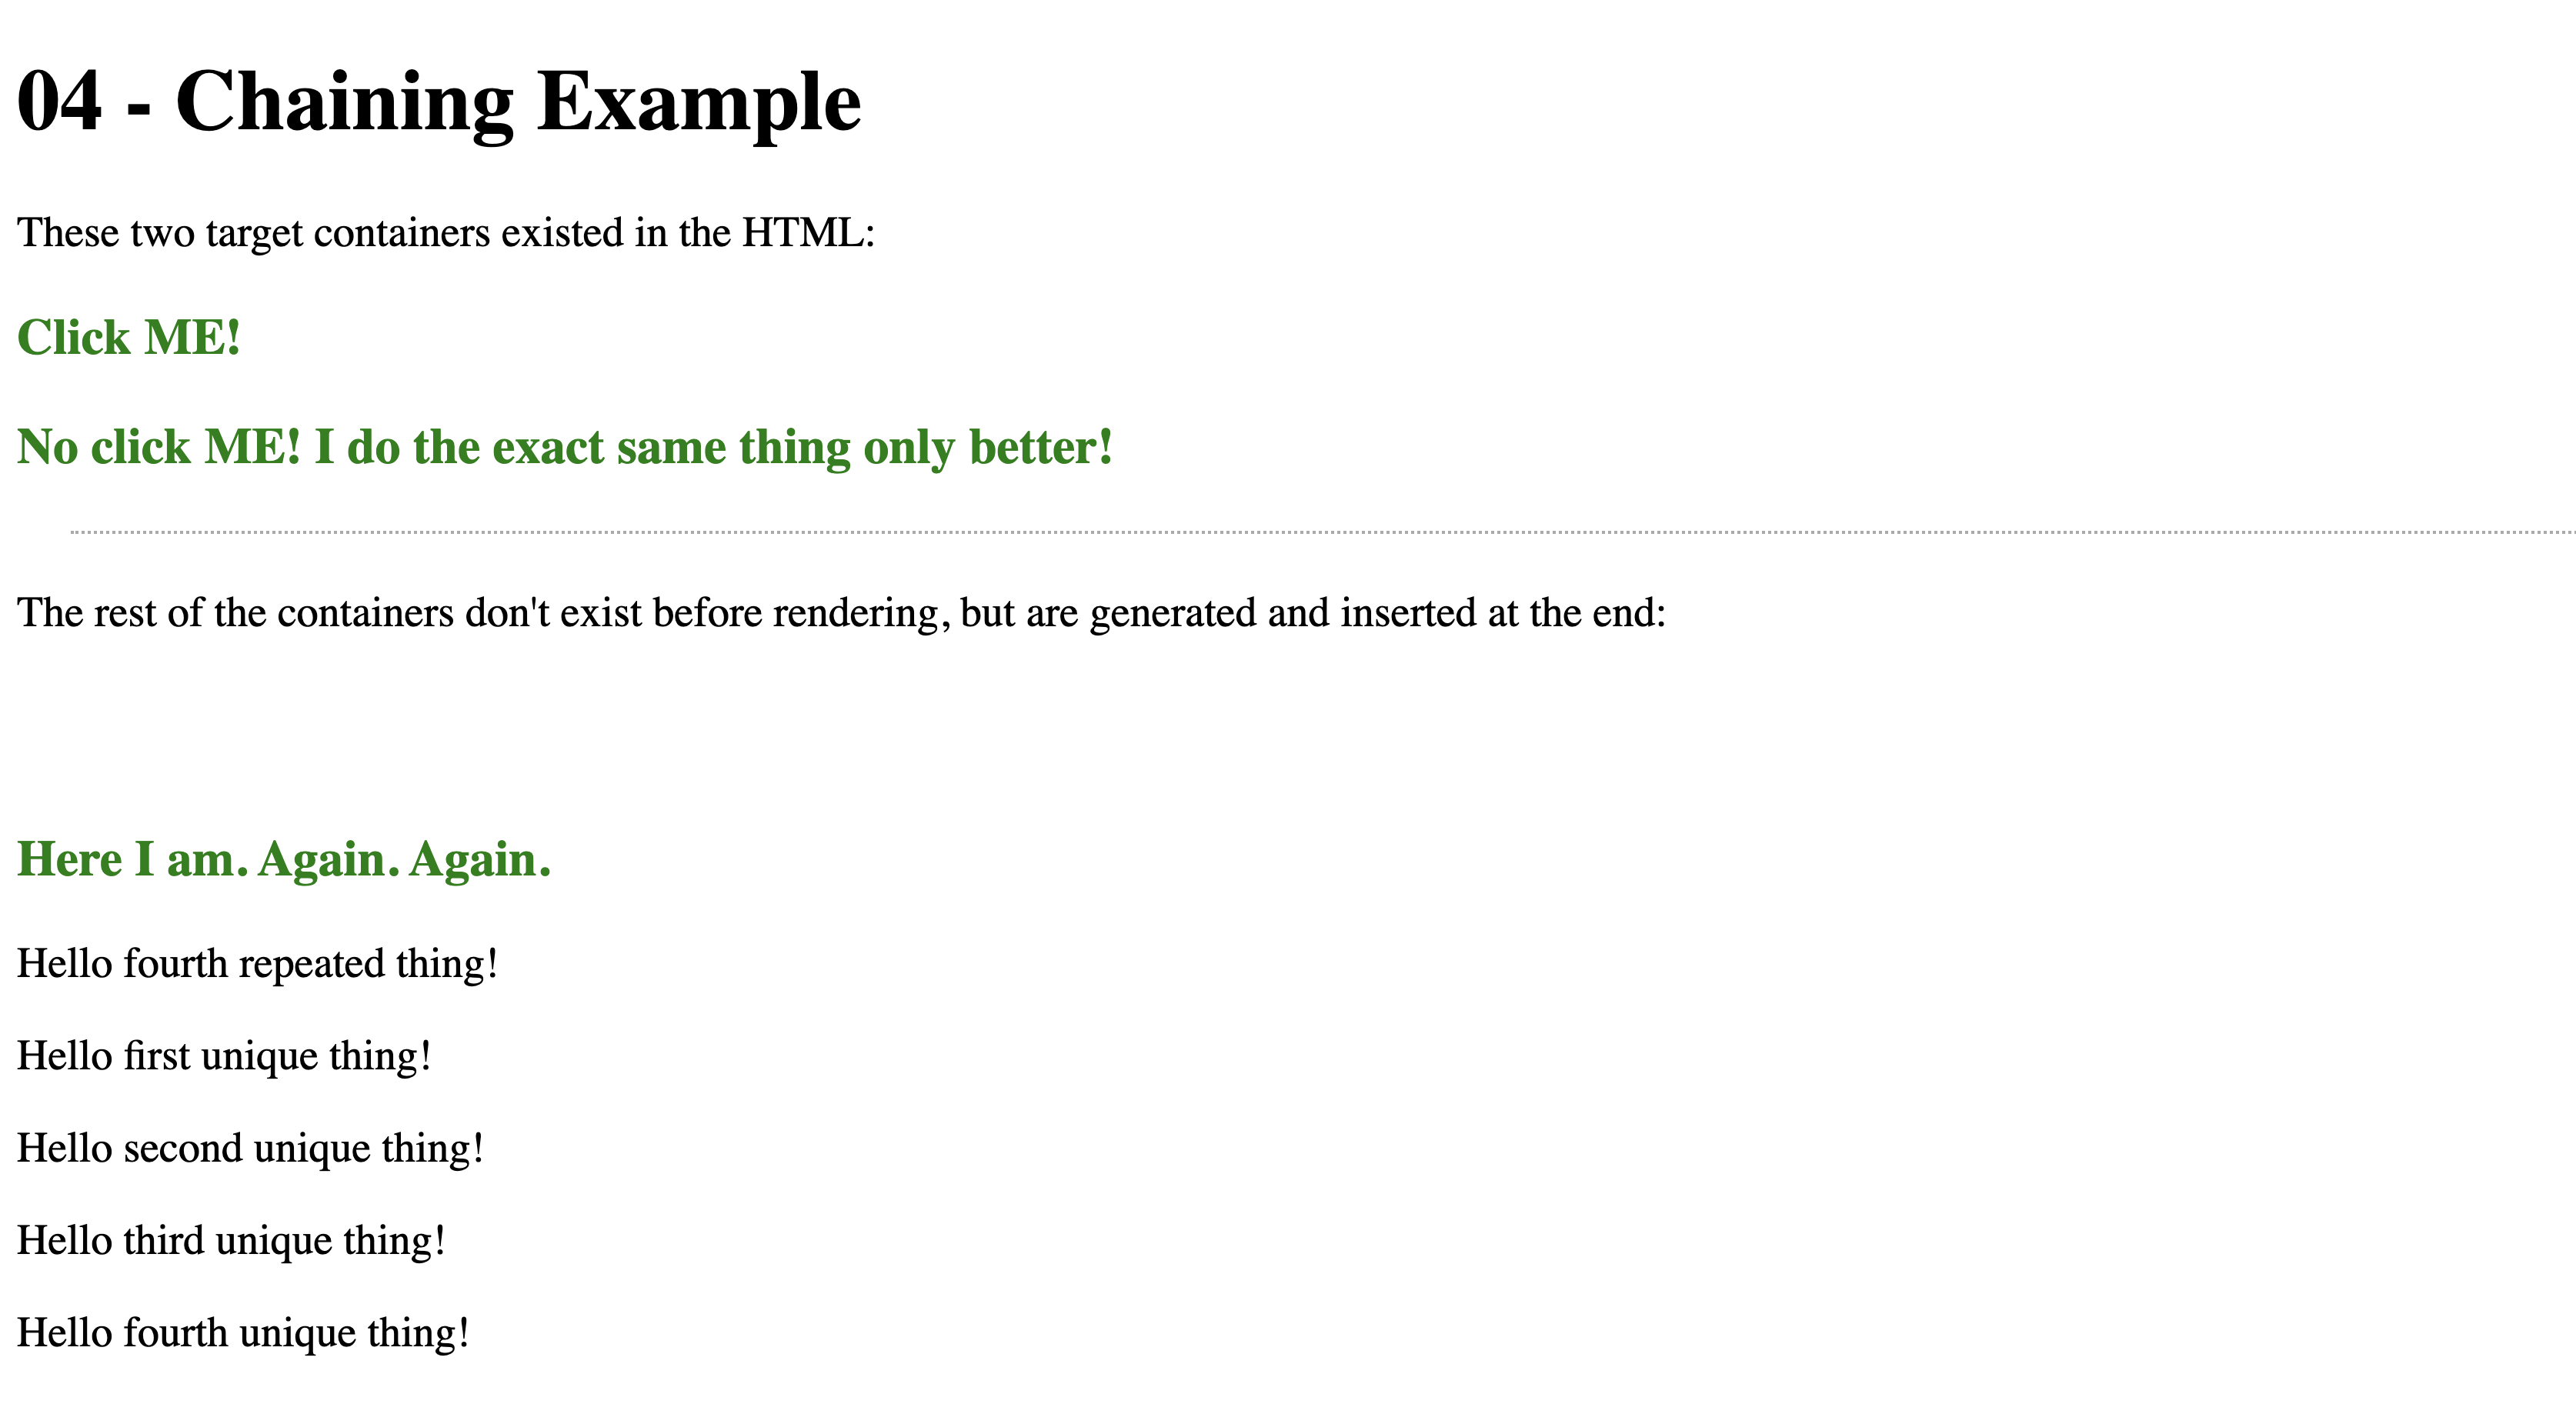 04 - Chaining Example
These two target containers existed in the HTML:
Click ME!
No click ME! I do the exact same thing only better!
The rest of the containers don't exist before rendering, but are generated and inserted at the end:
Here I am. Again. Again.
Hello fourth repeated thing!
Hello first unique thing!
Hello second unique thing!
Hello third unique thing!
Hello fourth unique thing!